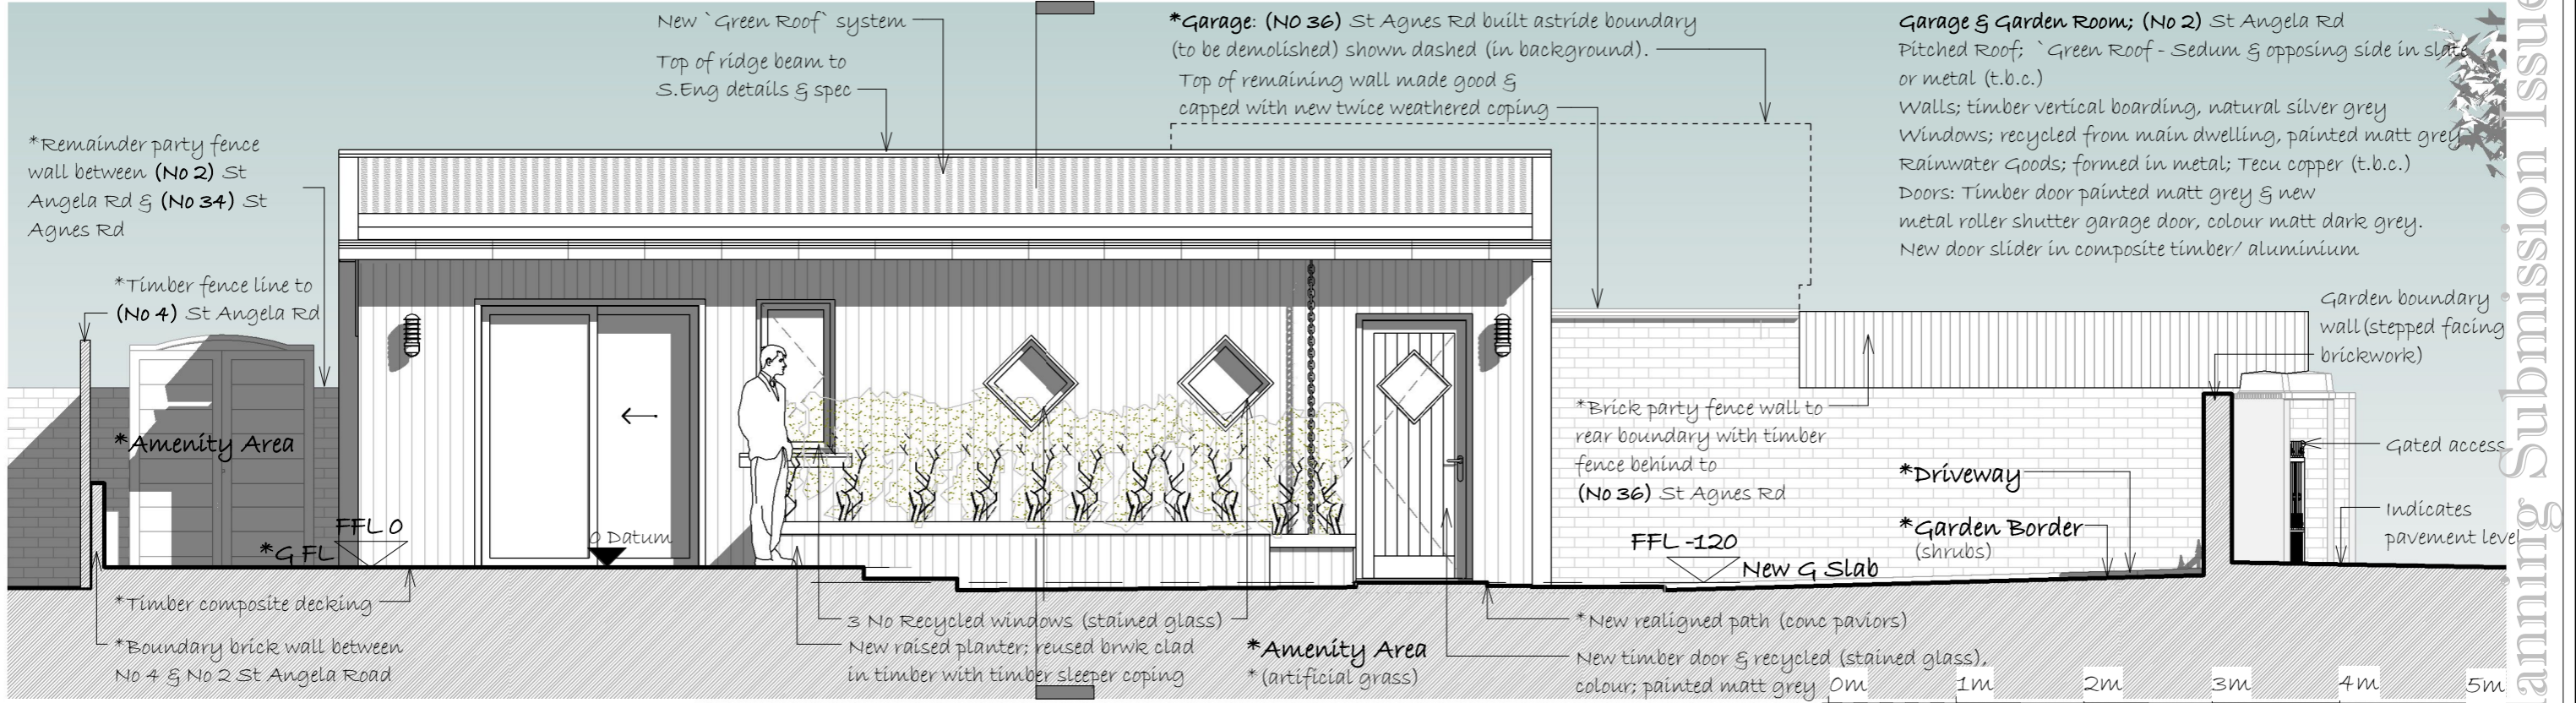 New `Green Roof` system
Top of ridge beam to
S.Eng details & spec
*Garage: (NO 36) St Agnes Rd built astride boundary
(to be demolished) shown dashed (in background).
Top of remaining wall made good &
capped with new twice weathered coping
Garage & Garden Room; (No 2) St Angela Rd
Pitched Roof; `Green Roof - Sedum & opposing side in slate
or metal (t.b.c.)
Walls; timber vertical boarding, natural silver grey
Windows; recycled from main dwelling, painted matt grey
Rainwater Goods; formed in metal; Tecu copper (t.b.c.)
Doors: Timber door painted matt grey & new
metal roller shutter garage door, colour matt dark grey.
New door slider in composite timber/ aluminium
*Remainder party fence
wall between (No 2) St
Angela Rd & (No 34) St
Agnes Rd
*Timber fence line to
(No 4) St Angela Rd
Garden boundary
wall (stepped facing
brickwork)
*Amenity Area
*Brick party fence wall to
rear boundary with timber
fence behind to
(No 36) St Agnes Rd
Gated access
*Driveway
*Garden Border
(shrubs)
Indicates
pavement level
FFL 0
*G FL
0 Datum
FFL -120
New G Slab
*Timber composite decking
*Boundary brick wall between
No 4 & No 2 St Angela Road
3 No Recycled windows (stained glass)
New raised planter; reused brwk clad
in timber with timber sleeper coping
*Amenity Area
*(artificial grass)
*New realigned path (conc paviors)
New timber door & recycled (stained glass),
colour; painted matt grey
0m 1m 2m 3m 4m 5m
anning Submission Issue